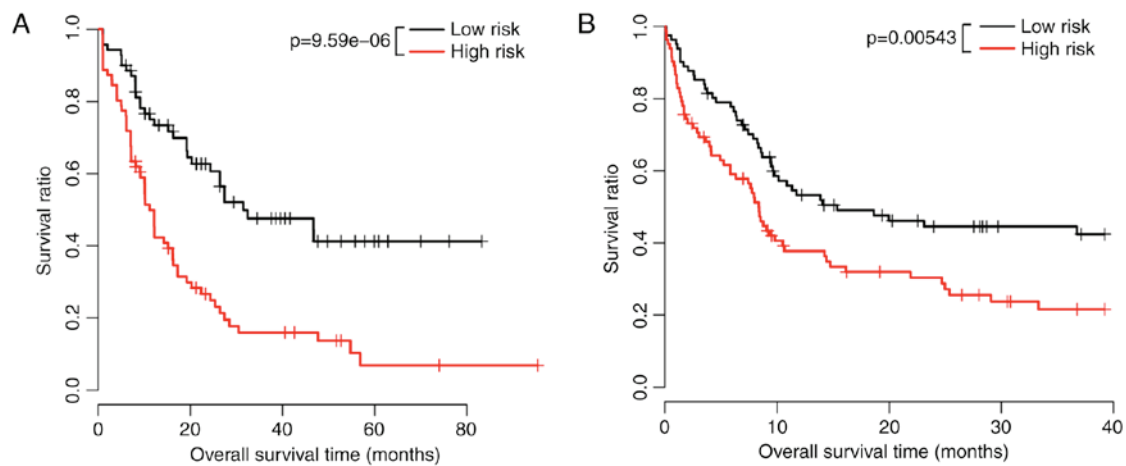 A
p=9.59e−06
Low risk
High risk
Survival ratio
1.0
0.8
0.6
0.4
0.2
0.0
0
20
40
60
80
Overall survival time (months)
B
p=0.00543
Low risk
High risk
Survival ratio
1.0
0.8
0.6
0.4
0.2
0.0
0
10
20
30
40
Overall survival time (months)